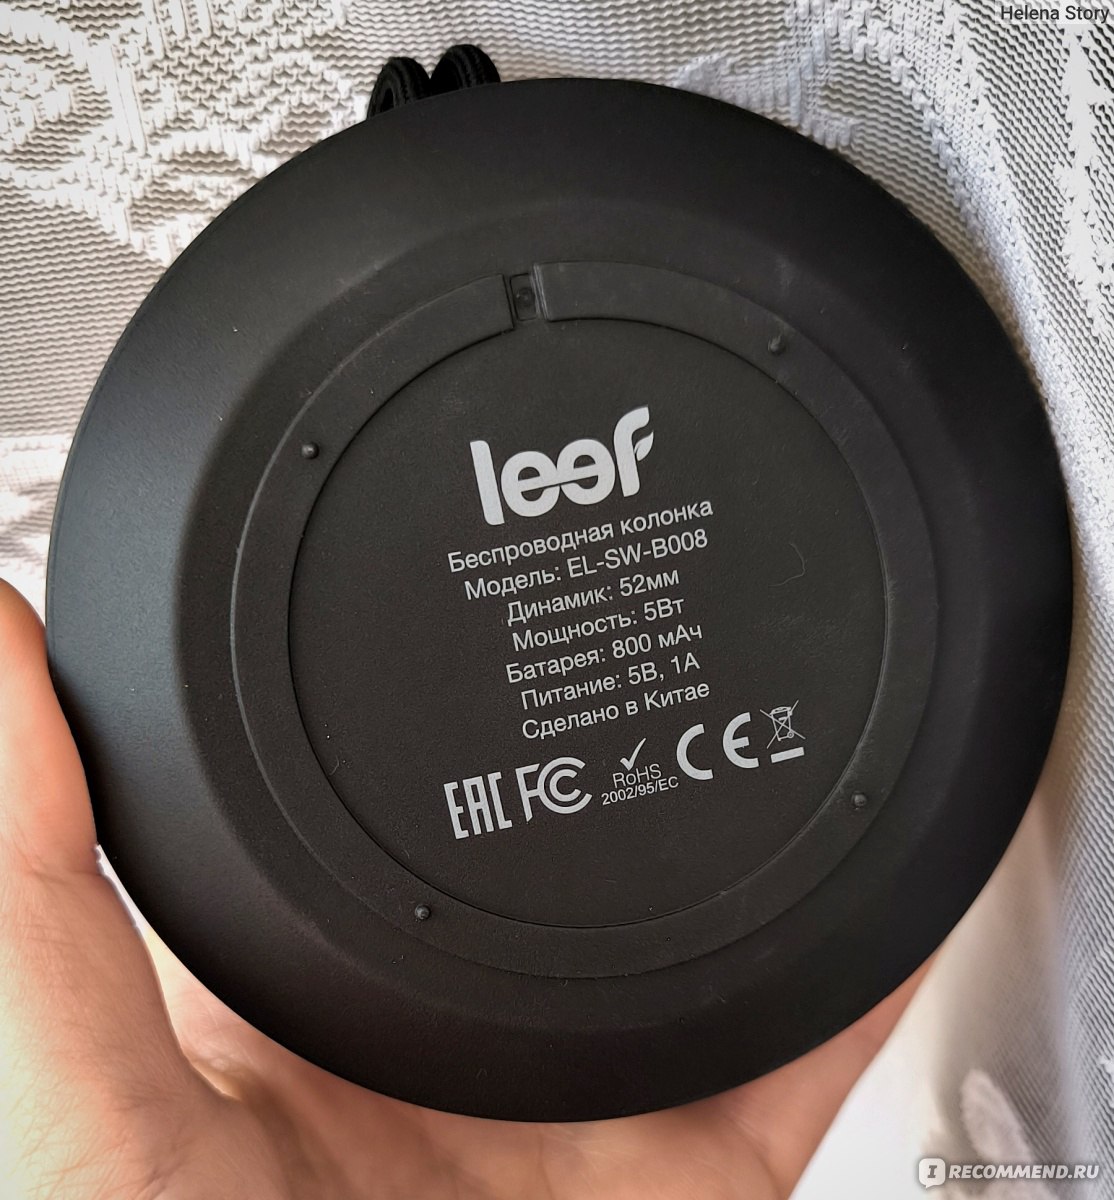 Helena Story
leef
Беспроводная колонка
Модель: EL-SW-B008
Динамик: 52мм
Мощность: 5Вт
Батарея: 800 мАч
Питание: 5В, 1А
Сделано в Китае
EAC FC RoHS CE
2002/95/EC
IRECOMMEND.RU